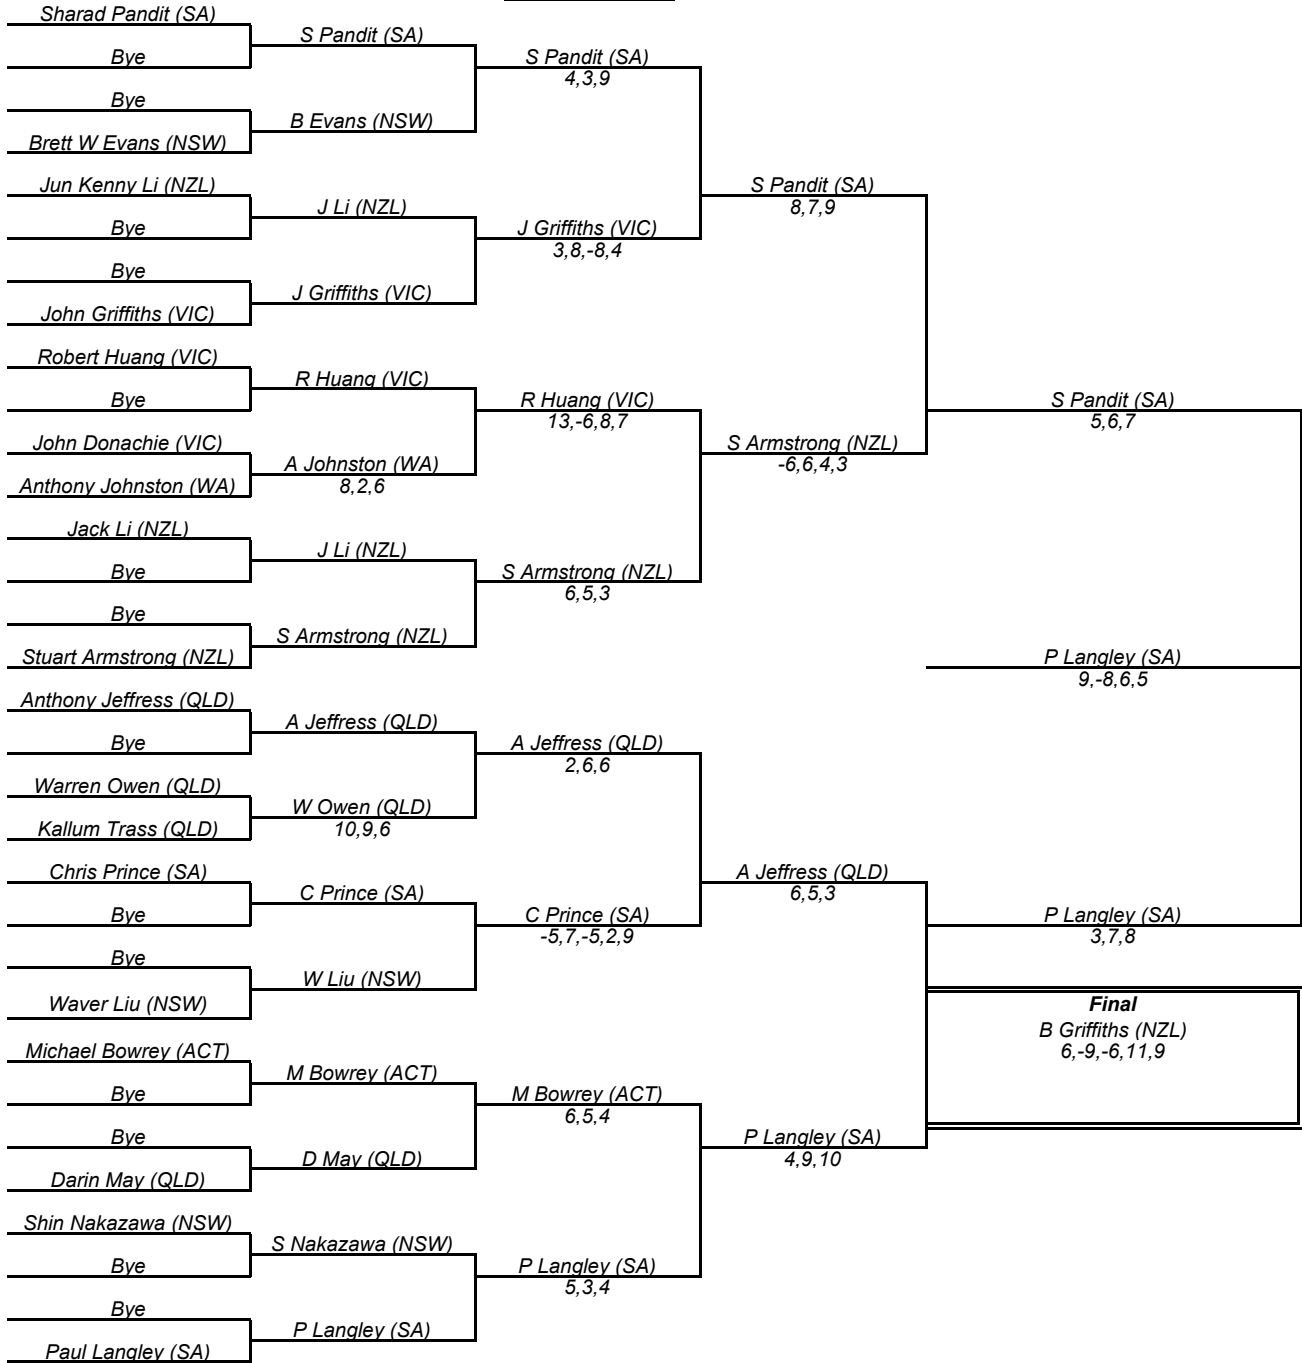 Sharad Pandit (SA)
Bye
Bye
Brett W Evans (NSW)
Jun Kenny Li (NZL)
Bye
Bye
John Griffiths (VIC)
Robert Huang (VIC)
Bye
John Donachie (VIC)
Anthony Johnston (WA)
Jack Li (NZL)
Bye
Bye
Stuart Armstrong (NZL)
Anthony Jeffress (QLD)
Bye
Warren Owen (QLD)
Kallum Trass (QLD)
Chris Prince (SA)
Bye
Bye
Waver Liu (NSW)
Michael Bowrey (ACT)
Bye
Bye
Darin May (QLD)
Shin Nakazawa (NSW)
Bye
Bye
Paul Langley (SA)
S Pandit (SA)
B Evans (NSW)
J Li (NZL)
J Griffiths (VIC)
R Huang (VIC)
A Johnston (WA)
8,2,6
J Li (NZL)
S Armstrong (NZL)
A Jeffress (QLD)
W Owen (QLD)
10,9,6
C Prince (SA)
W Liu (NSW)
M Bowrey (ACT)
D May (QLD)
S Nakazawa (NSW)
P Langley (SA)
S Pandit (SA)
4,3,9
J Griffiths (VIC)
3,8,-8,4
R Huang (VIC)
13,-6,8,7
S Armstrong (NZL)
6,5,3
A Jeffress (QLD)
2,6,6
C Prince (SA)
-5,7,-5,2,9
M Bowrey (ACT)
6,5,4
P Langley (SA)
5,3,4
S Pandit (SA)
8,7,9
S Armstrong (NZL)
-6,6,4,3
A Jeffress (QLD)
6,5,3
P Langley (SA)
4,9,10
S Pandit (SA)
5,6,7
P Langley (SA)
9,-8,6,5
P Langley (SA)
3,7,8
Final
B Griffiths (NZL)
6,-9,-6,11,9